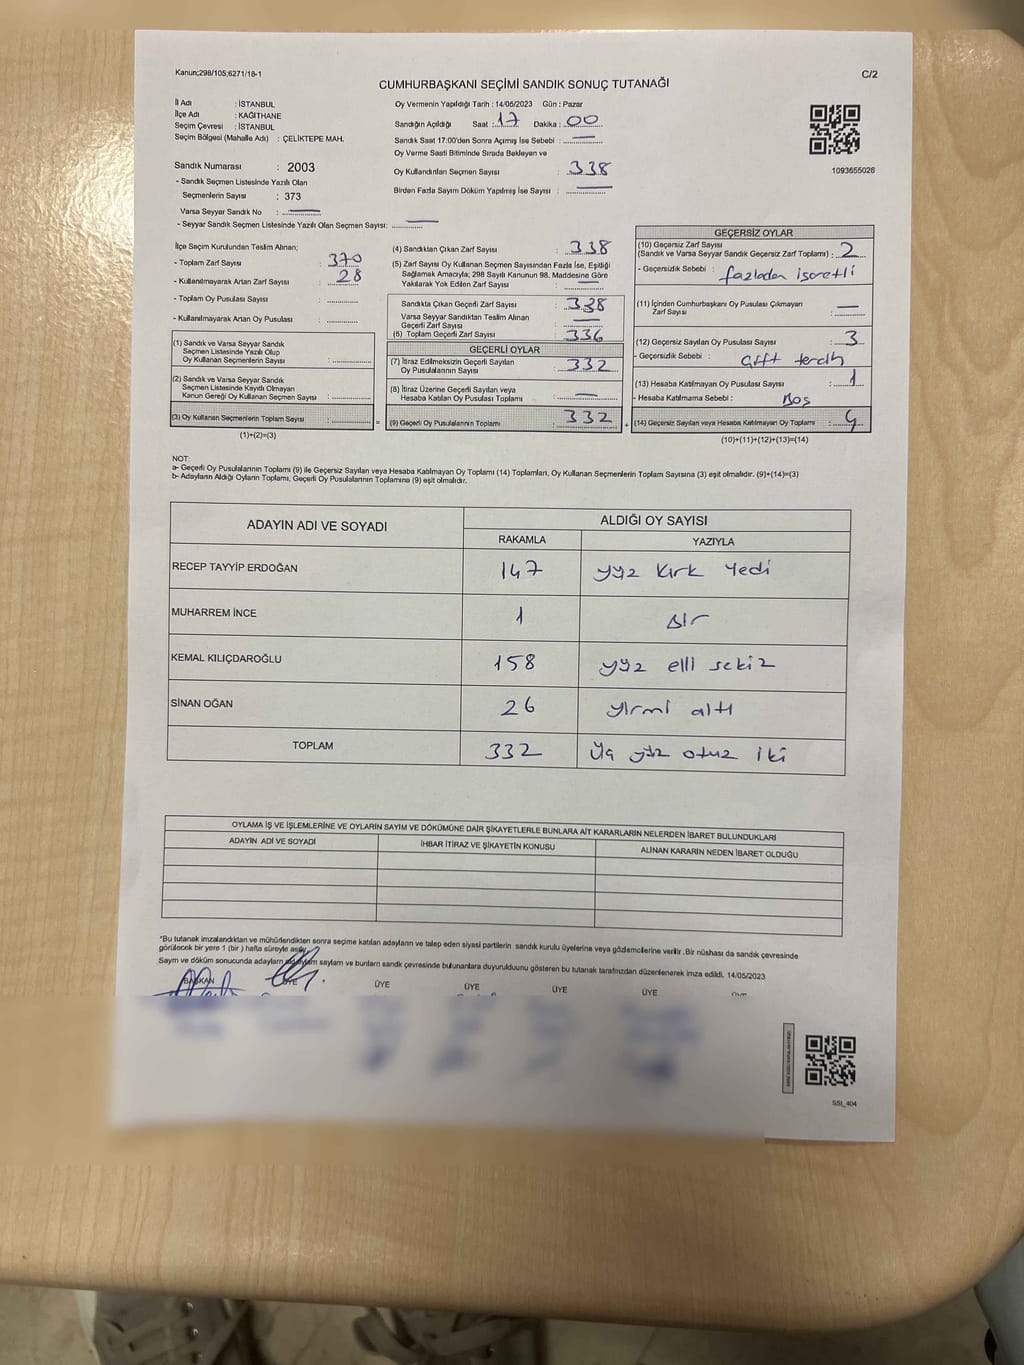 Kanun;298/105;6271/18-1
C/2
CUMHURBAŞKANI SEÇİMİ SANDIK SONUÇ TUTANAĞI
İl Adı : İSTANBUL
İlçe Adı : KAĞITHANE
Seçim Çevresi : İSTANBUL
Seçim Bölgesi (Mahalle Adı) : ÇELİKTEPE MAH.
Sandık Numarası : 2003
- Sandık Seçmen Listesinde Yazılı Olan
Seçmenlerin Sayısı : 373
Varsa Seyyar Sandık No :
- Seyyar Sandık Seçmen Listesinde Yazılı Olan Seçmen Sayısı:
Oy Vermenin Yapıldığı Tarih : 14/05/2023 Gün : Pazar
Sandığın Açıldığı Saat : 17 Dakika : 00
Sandık Saat 17:00'den Sonra Açımış İse Sebebi :
Oy Verme Saati Bitiminde Sırada Bekleyen ve
Oy Kullandırılan Seçmen Sayısı : 338
Birden Fazla Sayım Döküm Yapılmış İse Sayısı :
1093655028
İlçe Seçim Kurulundan Teslim Alınan;
- Toplam Zarf Sayısı : 370
- Kullanılmayarak Artan Zarf Sayısı : 28
- Toplam Oy Pusulası Sayısı :
- Kullanılmayarak Artan Oy Pusulası
(1) Sandık ve Varsa Seyyar Sandık
Seçmen Listesinde Yazılı Olup
Oy Kullanan Seçmenlerin Sayısı :
(2) Sandık ve Varsa Seyyar Sandık
Seçmen Listesinde Kayıtlı Olmayan
Kanun Gereği Oy Kullanan Seçmen Sayısı :
(3) Oy Kullanan Seçmenlerin Toplam Sayısı :
(1)+(2)=(3)
(4) Sandıktan Çıkan Zarf Sayısı : 338
(5) Zarf Sayısı Oy Kullanan Seçmen Sayısından Fazla İse, Eşitliği
Sağlamak Amacıyla; 298 Sayılı Kanunun 98. Maddesine Göre
Yakılarak Yok Edilen Zarf Sayısı :
Sandıkta Çıkan Geçerli Zarf Sayısı : 338
Varsa Seyyar Sandıktan Teslim Alınan
Geçerli Zarf Sayısı :
(6) Toplam Geçerli Zarf Sayısı : 336
GEÇERLİ OYLAR
(7) İtiraz Edilmeksizin Geçerli Sayılan
Oy Pusulalarının Sayısı : 332
(8) İtiraz Üzerine Geçerli Sayılan veya
Hesaba Katılan Oy Pusulası Toplamı :
= (9) Geçerli Oy Pusulalarının Toplamı : 332 +
GEÇERSİZ OYLAR
(10) Geçersiz Zarf Sayısı
(Sandık ve Varsa Seyyar Sandık Geçersiz Zarf Toplamı) : 2
- Geçersizlik Sebebi : fazladan işaretli
(11) İçinden Cumhurbaşkanı Oy Pusulası Çıkmayan
Zarf Sayısı :
(12) Geçersiz Sayılan Oy Pusulası Sayısı : 3
- Geçersizlik Sebebi : çift tercih
(13) Hesaba Katılmayan Oy Pusulası Sayısı : 1
- Hesaba Katılmama Sebebi : Boş
(14) Geçersiz Sayılan veya Hesaba Katılmayan Oy Toplamı :
(10)+(11)+(12)+(13)=(14)
NOT:
a- Geçerli Oy Pusulalarının Toplamı (9) ile Geçersiz Sayılan veya Hesaba Katılmayan Oy Toplamı (14) Toplamları, Oy Kullanan Seçmenlerin Toplam Sayısına (3) eşit olmalıdır. (9)+(14)=(3)
b- Adayların Aldığı Oyların Toplamı, Geçerli Oy Pusulalarının Toplamına (9) eşit olmalıdır.
ADAYIN ADI VE SOYADI ALDIĞI OY SAYISI
RAKAMLA YAZIYLA
RECEP TAYYİP ERDOĞAN 147 yüz kırk yedi
MUHARREM İNCE 1 Bir
KEMAL KILIÇDAROĞLU 158 yüz elli sekiz
SİNAN OĞAN 26 yirmi altı
TOPLAM 332 Üç yüz otuz iki
OYLAMA İŞ VE İŞLEMLERİNE VE OYLARIN SAYIM VE DÖKÜMÜNE DAİR ŞİKAYETLERLE BUNLARA AİT KARARLARIN NELERDEN İBARET BULUNDUKLARI
ADAYIN ADI VE SOYADI İHBAR İTİRAZ VE ŞİKAYETİN KONUSU ALINAN KARARIN NEDEN İBARET OLDUĞU
*Bu tutanak imzalandıktan ve mühürlendikten sonra seçime katılan adayların ve talep eden siyasi partilerin sandık kurulu üyelerine veya gözlemcilerine verilir. Bir nüshası da sandık çevresinde
görülecek bir yere 1 (bir ) hafta süreyle asılır.
Sayım ve döküm sonucunda adayların saylarını ve bunların sandık çevresinde bulunanlara duyurulduunu gösteren bu tutanak tarafınızdan düzenlenerek imza edildi. 14/05/2023
BAŞKAN ÜYE ÜYE ÜYE ÜYE ÜYE ÜYE
SSI_404